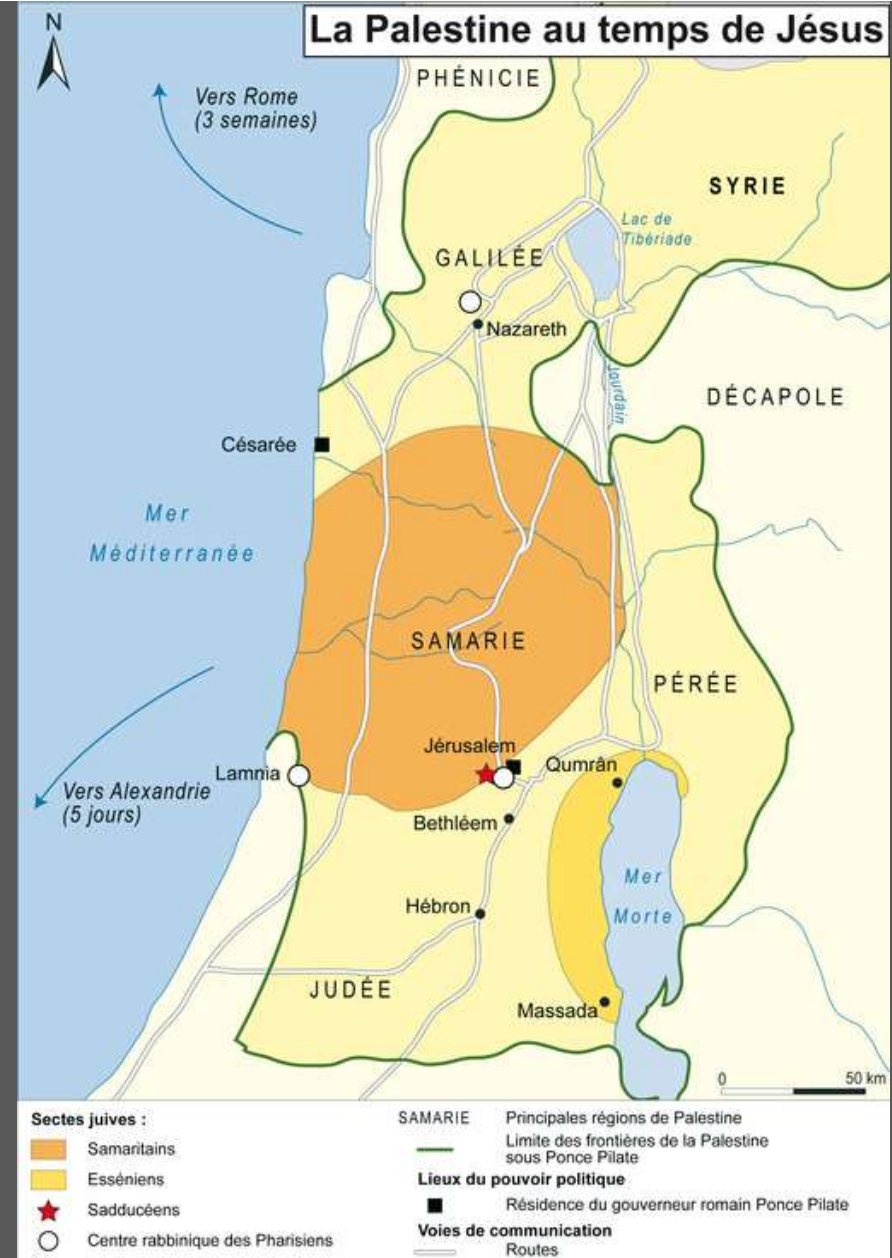 La Palestine au temps de Jésus
N
PHÉNICIE
Vers Rome
(3 semaines)
SYRIE
Lac de
Tibériade
GALILÉE
Nazareth
Jourdain
DÉCAPOLE
Césarée
Mer
Méditerranée
SAMARIE
PÉRÉE
Jérusalem
Qumrân
Lamnia
Vers Alexandrie
(5 jours)
Bethléem
Mer
Morte
Hébron
JUDÉE
Massada
0 50 km
Sectes juives :
Samaritains
Esséniens
Sadducéens
Centre rabbinique des Pharisiens
SAMARIE Principales régions de Palestine
Limite des frontières de la Palestine
sous Ponce Pilate
Lieux du pouvoir politique
Résidence du gouverneur romain Ponce Pilate
Voies de communication
Routes